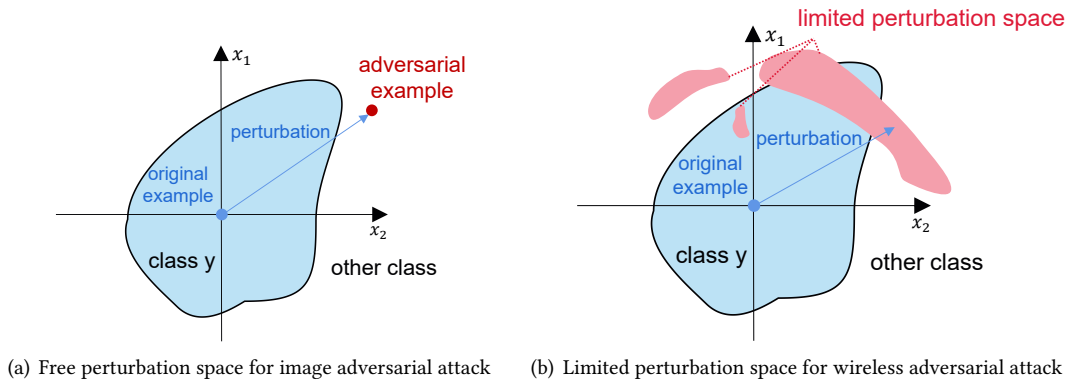 x₁
adversarial
example
perturbation
original
example
x₂
class y
other class
(a) Free perturbation space for image adversarial attack
limited perturbation space
x₁
perturbation
original
example
x₂
class y
other class
(b) Limited perturbation space for wireless adversarial attack